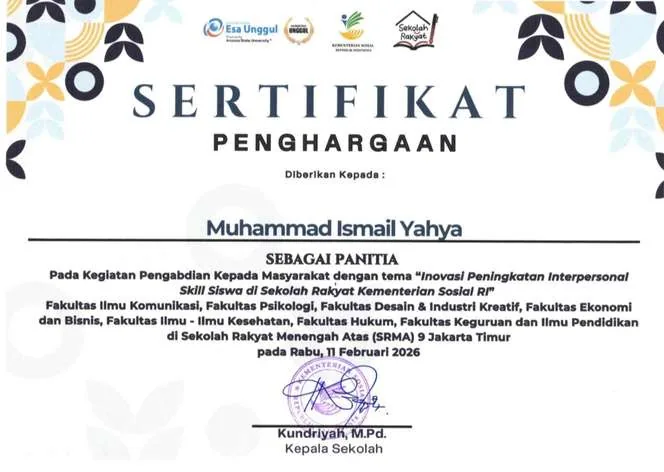 Esa Unggul
UNGGUL
KEMENTERIAN SOSIAL
REPUBLIK INDONESIA
Sekolah
Rakyat
SERTIFIKAT
PENGHARGAAN
Diberikan Kepada :
Muhammad Ismail Yahya
SEBAGAI PANITIA
Pada Kegiatan Pengabdian Kepada Masyarakat dengan tema “Inovasi Peningkatan Interpersonal
Skill Siswa di Sekolah Rakyat Kementerian Sosial RI”
Fakultas Ilmu Komunikasi, Fakultas Psikologi, Fakultas Desain & Industri Kreatif, Fakultas Ekonomi
dan Bisnis, Fakultas Ilmu - Ilmu Kesehatan, Fakultas Hukum, Fakultas Keguruan dan Ilmu Pendidikan
di Sekolah Rakyat Menengah Atas (SRMA) 9 Jakarta Timur
pada Rabu, 11 Februari 2026
KEMENTERIAN SOSIAL
Kundriyah, M.Pd.
Kepala Sekolah